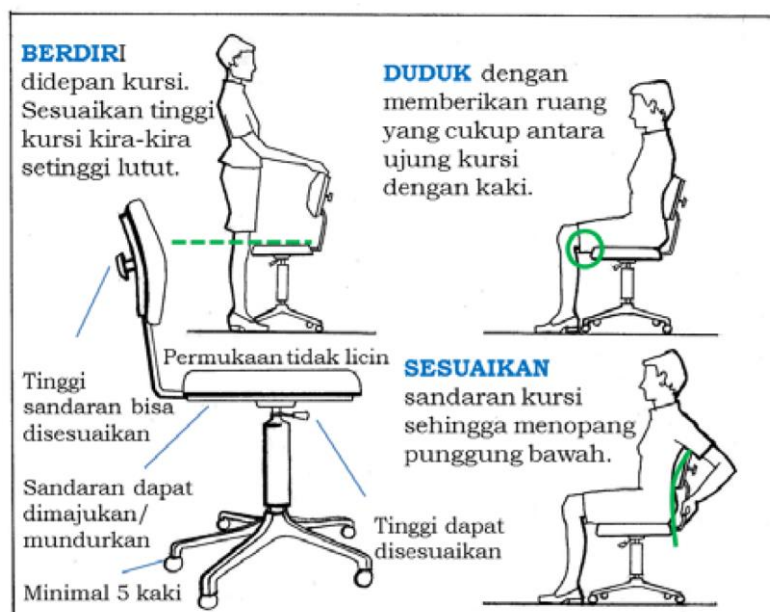 BERDIRI
didepan kursi.
Sesuaikan tinggi
kursi kira-kira
setinggi lutut.
DUDUK dengan
memberikan ruang
yang cukup antara
ujung kursi
dengan kaki.
Permukaan tidak licin
Tinggi
sandaran bisa
disesuaikan
Sandaran dapat
dimajukan/
mundurkan
Minimal 5 kaki
Tinggi dapat
disesuaikan
SESUAIKAN
sandaran kursi
sehingga menopang
punggung bawah.